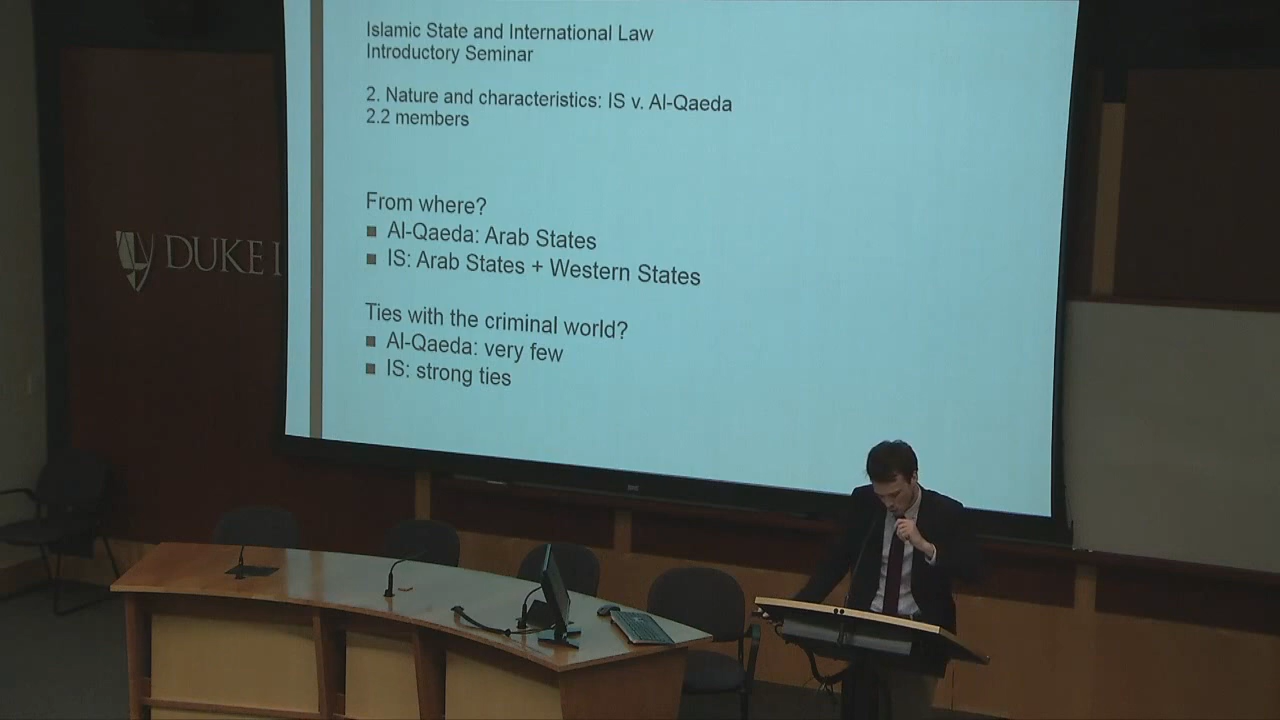 Islamic State and International Law
Introductory Seminar
2. Nature and characteristics: IS v. Al-Qaeda
2.2 members
From where?
■ Al-Qaeda: Arab States
■ IS: Arab States + Western States
Ties with the criminal world?
■ Al-Qaeda: very few
■ IS: strong ties
DUKE